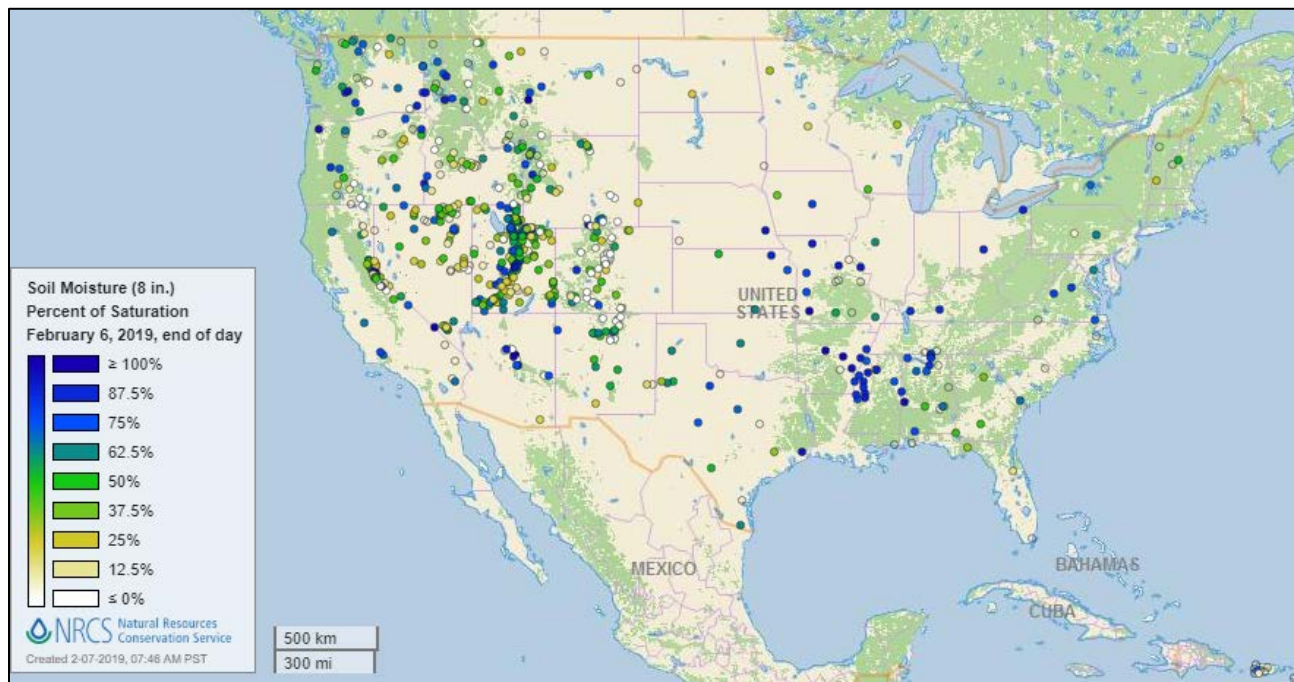 UNITED
STATES
MEXICO
BAHAMAS
CUBA
Soil Moisture (8 in.)
Percent of Saturation
February 6, 2019, end of day
≥ 100%
87.5%
75%
62.5%
50%
37.5%
25%
12.5%
≤ 0%
NRCS Natural Resources
Conservation Service
Created 2-07-2019, 07:46 AM PST
500 km
300 mi